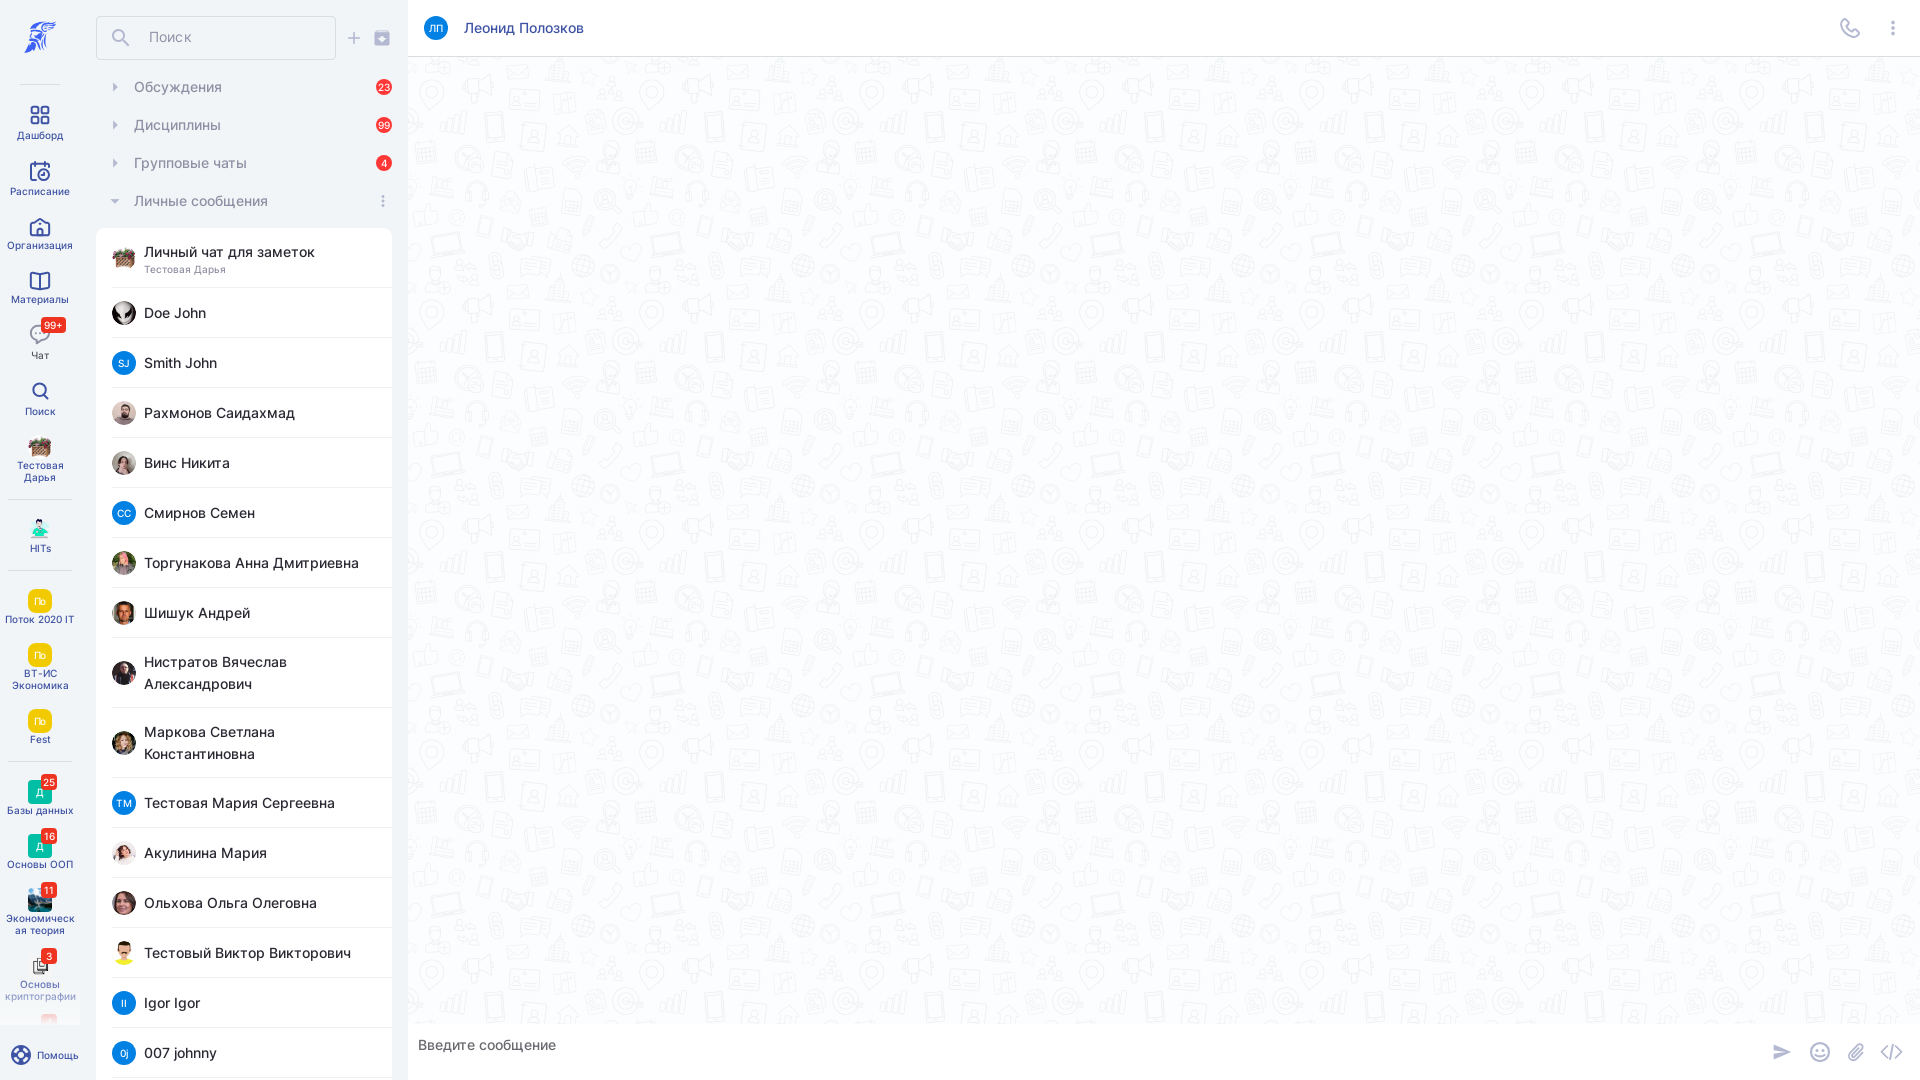 Дашборд
Расписание
Организация
Материалы
99+
Чат
Поиск
Тестовая
Дарья
HITs
По
Поток 2020 IT
По
ВТ-ИС
Экономика
По
Fest
Д
25
Базы данных
Д
16
Основы ООП
11
Экономическ
ая теория
3
Основы
криптографии
Помощь
Поиск
Обсуждения
23
Дисциплины
99
Групповые чаты
4
Личные сообщения
Личный чат для заметок
Тестовая Дарья
Doe John
SJ
Smith John
Рахмонов Саидахмад
Винс Никита
СС
Смирнов Семен
Торгунакова Анна Дмитриевна
Шишук Андрей
Нистратов Вячеслав
Александрович
Маркова Светлана
Константиновна
ТМ
Тестовая Мария Сергеевна
Акулинина Мария
Ольхова Ольга Олеговна
Тестовый Виктор Викторович
II
Igor Igor
0j
007 johnny
ЛП
Леонид Полозков
Введите сообщение